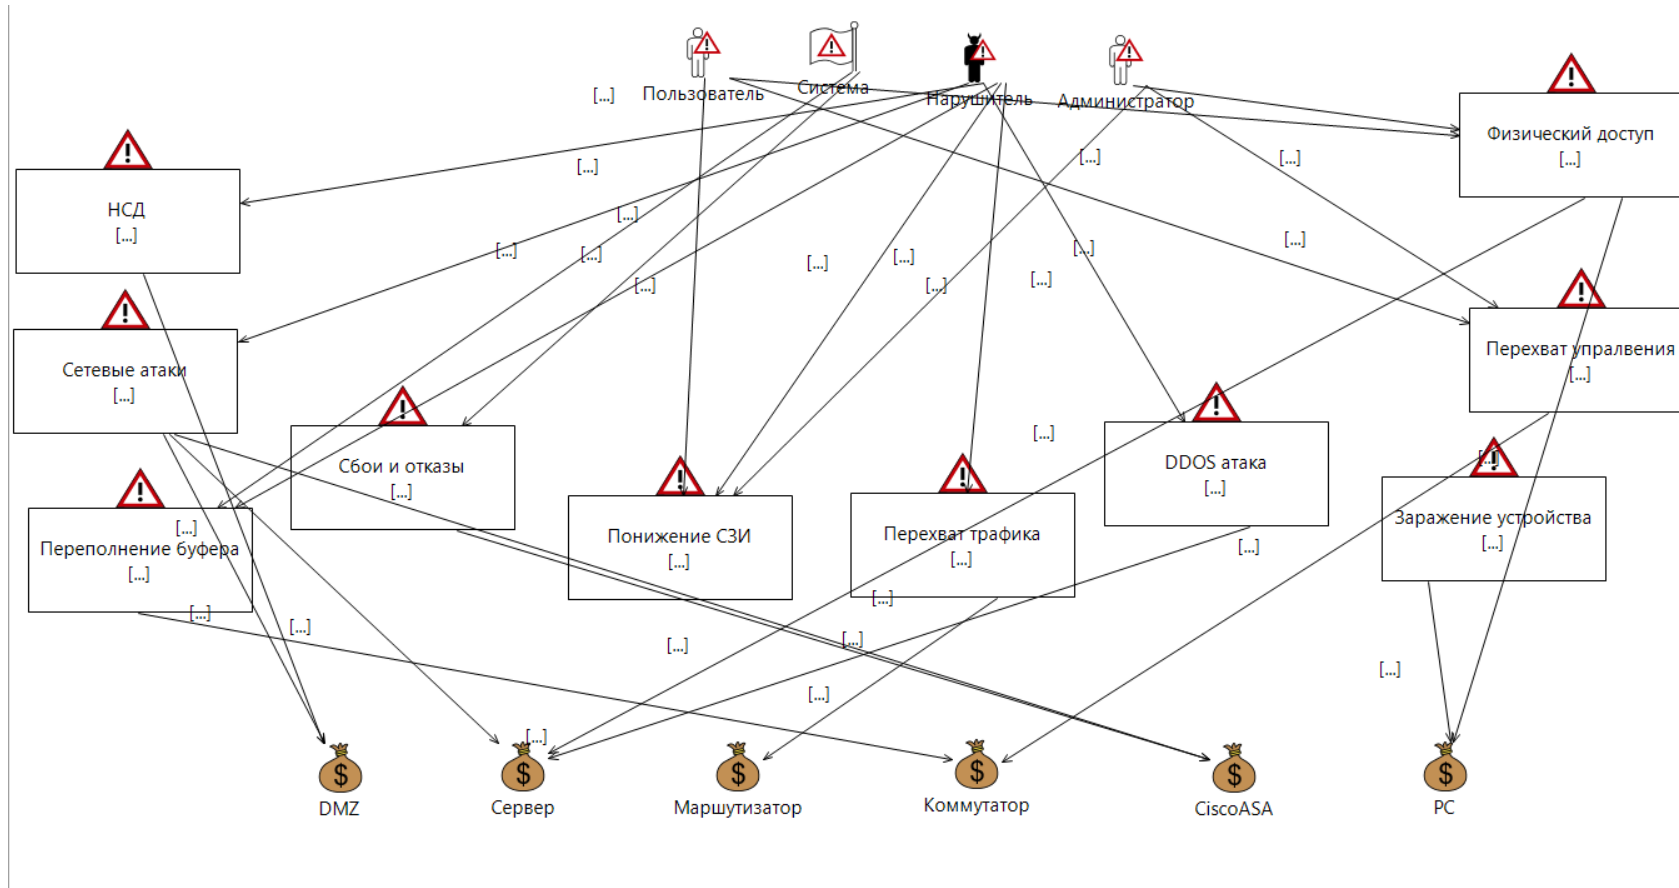 Пользователь
Система
Нарушитель
Администратор
[...]
Физический доступ
[...]
[...]
[...]
[...]
НСД
[...]
[...]
[...]
[...]
[...]
[...]
[...]
[...]
[...]
[...]
[...]
[...]
Перехват упралвения
[...]
Сетевые атаки
[...]
[...]
Сбои и отказы
[...]
DDOS атака
[...]
[...]
Заражение устройства
[...]
[...]
Переполнение буфера
[...]
Понижение СЗИ
[...]
Перехват трафика
[...]
[...]
[...]
[...]
[...]
[...]
[...]
[...]
[...]
[...]
$
$
$
$
$
$
DMZ
Сервер
Маршутизатор
Коммутатор
CiscoASA
PC